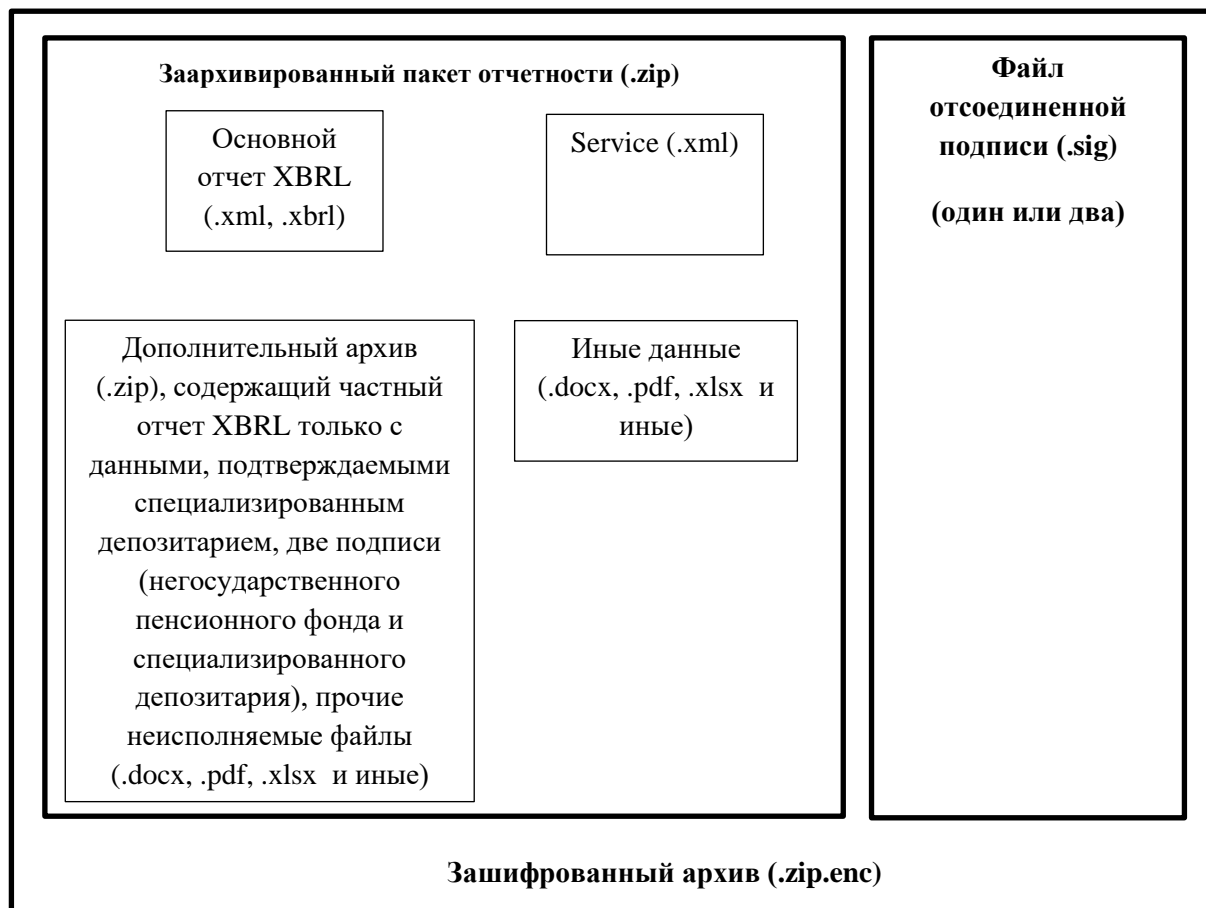 Заархивированный пакет отчетности (.zip)
Основной
отчет XBRL
(.xml, .xbrl)
Service (.xml)
Дополнительный архив
(.zip), содержащий частный
отчет XBRL только с
данными, подтверждаемыми
специализированным
депозитарием, две подписи
(негосударственного
пенсионного фонда и
специализированного
депозитария), прочие
неисполняемые файлы
(.docx, .pdf, .xlsx и иные)
Иные данные
(.docx, .pdf, .xlsx и
иные)
Файл
отсоединенной
подписи (.sig)
(один или два)
Зашифрованный архив (.zip.enc)